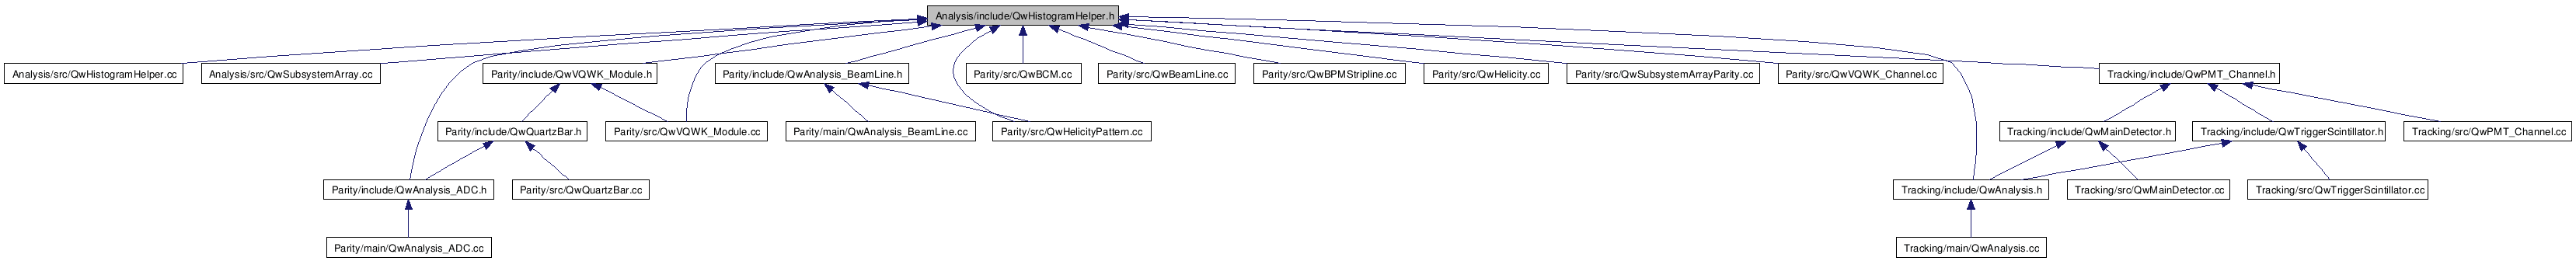 Analysis/include/QwHistogramHelper.h
Analysis/src/QwHistogramHelper.cc
Analysis/src/QwSubsystemArray.cc
Parity/include/QwVQWK_Module.h
Parity/include/QwAnalysis_BeamLine.h
Parity/src/QwBCM.cc
Parity/src/QwBeamLine.cc
Parity/src/QwBPMStripline.cc
Parity/src/QwHelicity.cc
Parity/src/QwSubsystemArrayParity.cc
Parity/src/QwVQWK_Channel.cc
Tracking/include/QwPMT_Channel.h
Parity/include/QwQuartzBar.h
Parity/src/QwVQWK_Module.cc
Parity/main/QwAnalysis_BeamLine.cc
Parity/src/QwHelicityPattern.cc
Tracking/include/QwMainDetector.h
Tracking/include/QwTriggerScintillator.h
Tracking/src/QwPMT_Channel.cc
Parity/include/QwAnalysis_ADC.h
Parity/src/QwQuartzBar.cc
Tracking/include/QwAnalysis.h
Tracking/src/QwMainDetector.cc
Tracking/src/QwTriggerScintillator.cc
Parity/main/QwAnalysis_ADC.cc
Tracking/main/QwAnalysis.cc